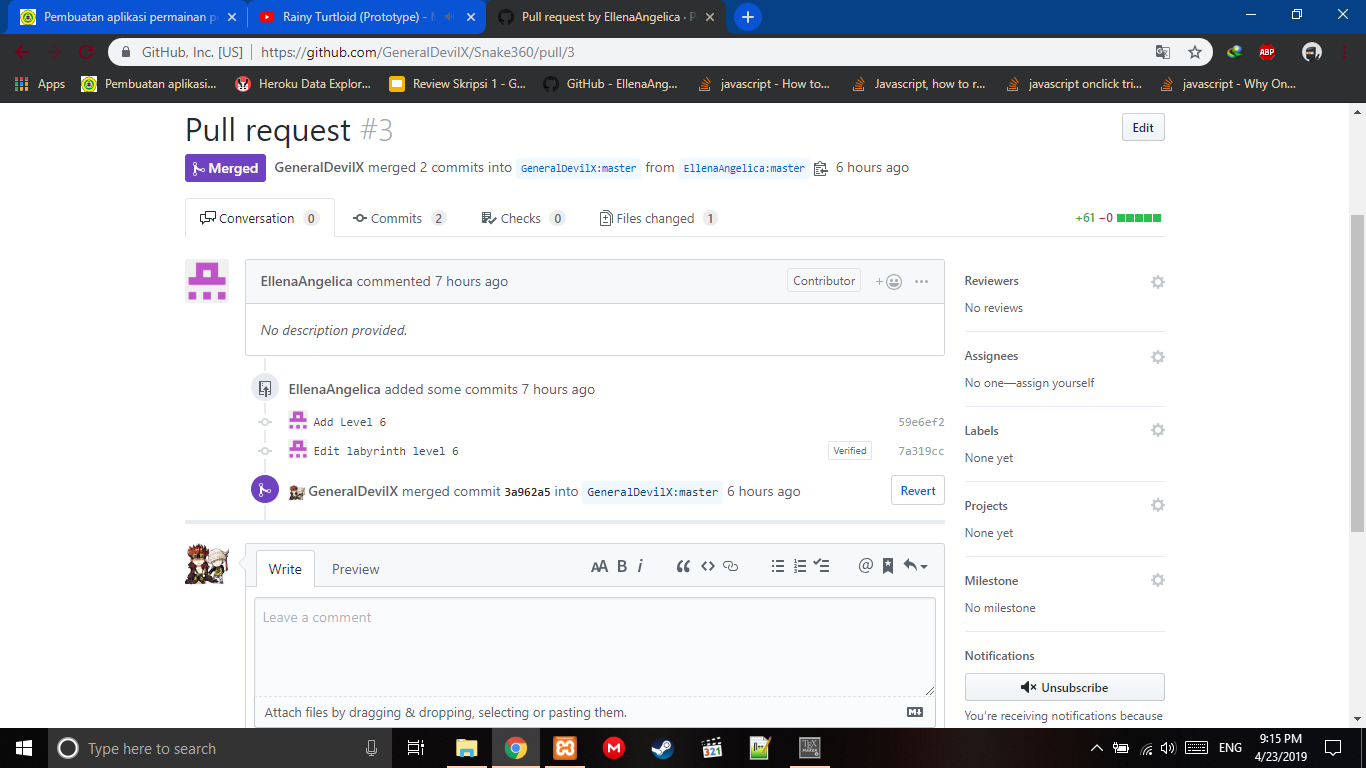 Pembuatan aplikasi permainan p
Rainy Turtloid (Prototype) - M
Pull request by EllenaAngelica · P
GitHub, Inc. [US] https://github.com/GeneralDevilX/Snake360/pull/3
ABP
Apps Pembuatan aplikasi... Heroku Data Explor... Review Skripsi 1 - G... GitHub - EllenaAng... javascript - How to... Javascript, how to r... javascript onclick tri... javascript - Why On...
Pull request #3
Edit
Merged GeneralDevilX merged 2 commits into GeneralDevilX:master from EllenaAngelica:master 6 hours ago
Conversation 0 Commits 2 Checks 0 Files changed 1 +61 −0
EllenaAngelica commented 7 hours ago Contributor
No description provided.
EllenaAngelica added some commits 7 hours ago
Add Level 6 59e6ef2
Edit labyrinth level 6 Verified 7a319cc
GeneralDevilX merged commit 3a962a5 into GeneralDevilX:master 6 hours ago Revert
Write Preview
Leave a comment
Attach files by dragging & dropping, selecting or pasting them.
Reviewers
No reviews
Assignees
No one—assign yourself
Labels
None yet
Projects
None yet
Milestone
No milestone
Notifications
Unsubscribe
You're receiving notifications because
Type here to search
ENG
9:15 PM
4/23/2019